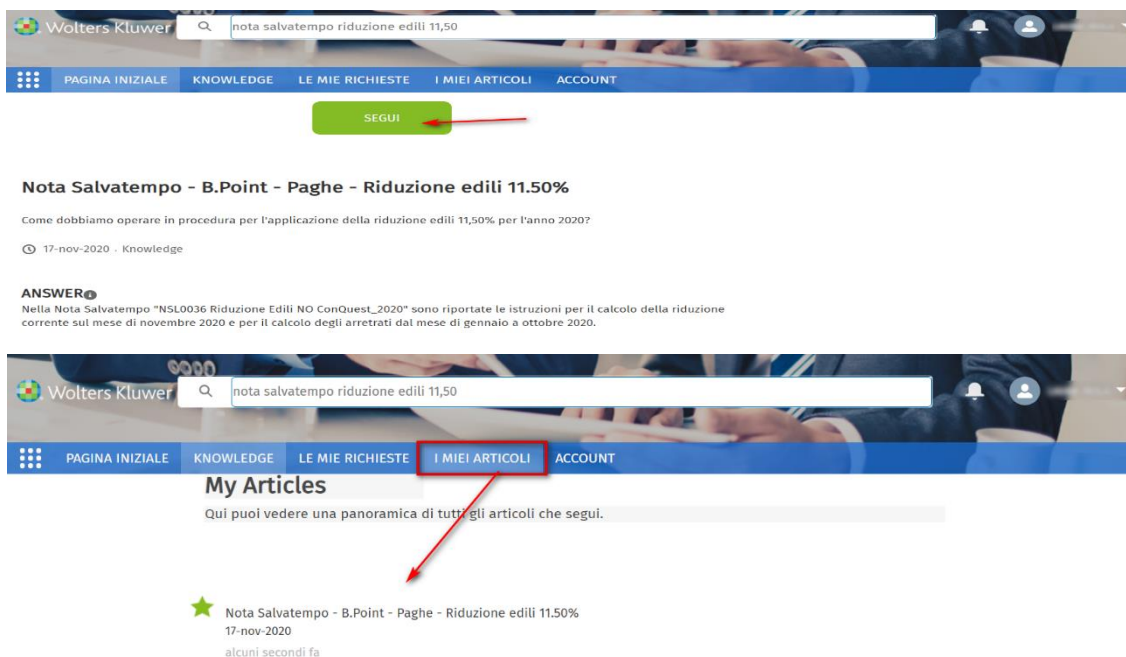 Wolters Kluwer
nota salvatempo riduzione edili 11,50
PAGINA INIZIALE KNOWLEDGE LE MIE RICHIESTE I MIEI ARTICOLI ACCOUNT
SEGUI
Nota Salvatempo - B.Point - Paghe - Riduzione edili 11.50%
Come dobbiamo operare in procedura per l'applicazione della riduzione edili 11,50% per l'anno 2020?
17-nov-2020 . Knowledge
ANSWER
Nella Nota Salvatempo "NSL0036 Riduzione Edili NO ConQuest_2020" sono riportate le istruzioni per il calcolo della riduzione
corrente sul mese di novembre 2020 e per il calcolo degli arretrati dal mese di gennaio a ottobre 2020.
Wolters Kluwer
nota salvatempo riduzione edili 11,50
PAGINA INIZIALE KNOWLEDGE LE MIE RICHIESTE I MIEI ARTICOLI ACCOUNT
My Articles
Qui puoi vedere una panoramica di tutti gli articoli che segui.
Nota Salvatempo - B.Point - Paghe - Riduzione edili 11.50%
17-nov-2020
alcuni secondi fa